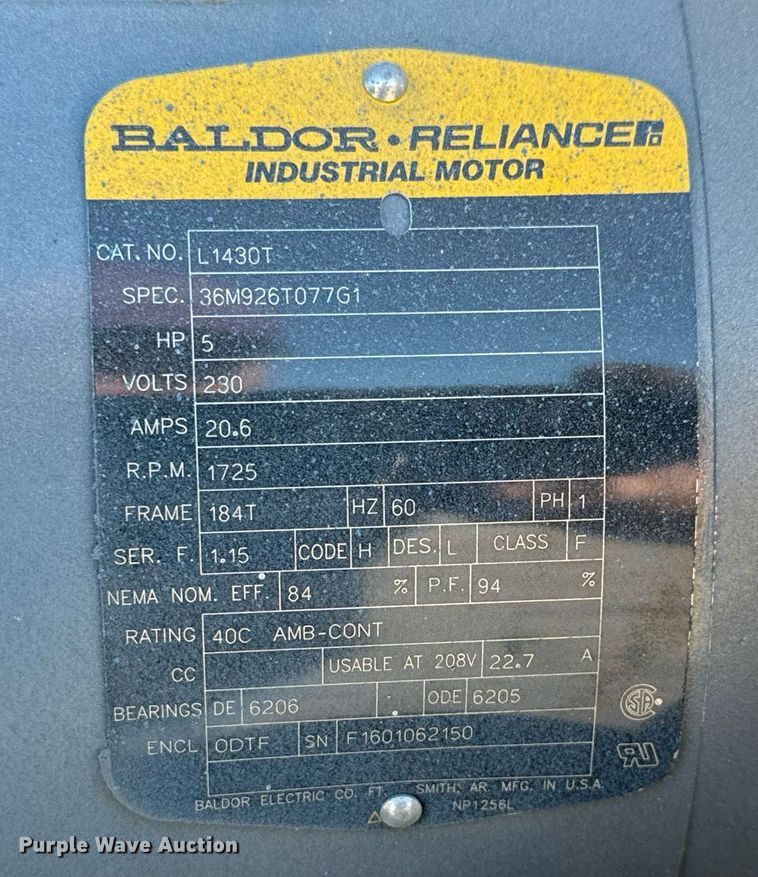 BALDOR • RELIANCE
INDUSTRIAL MOTOR
CAT. NO. L1430T
SPEC. 36M926T077G1
HP 5
VOLTS 230
AMPS 20.6
R.P.M. 1725
FRAME 184T HZ 60 PH 1
SER. F. 1.15 CODE H DES. L CLASS F
NEMA NOM. EFF. 84 % P.F. 94 %
RATING 40C AMB-CONT
CC USABLE AT 208V 22.7 A
BEARINGS DE 6206 ODE 6205
ENCL ODTF SN F1601062150
BALDOR ELECTRIC CO. FT. SMITH, AR. MFG. IN U.S.A.
NP1256L
Purple Wave Auction